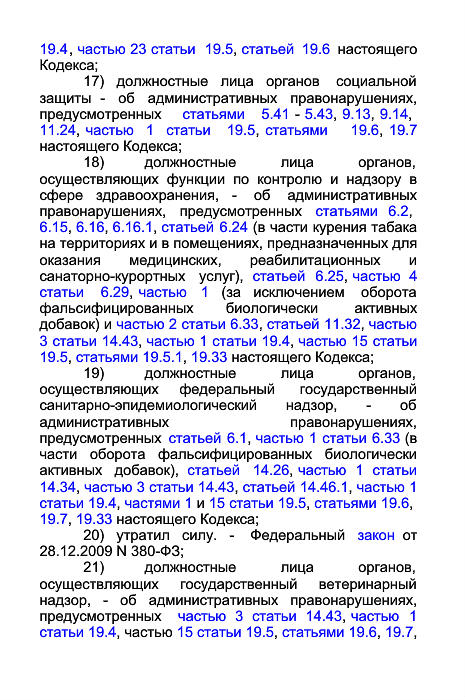 19.4, частью 23 статьи 19.5, статьей 19.6 настоящего
Кодекса;
17) должностные лица органов социальной
защиты - об административных правонарушениях,
предусмотренных статьями 5.41 - 5.43, 9.13, 9.14,
11.24, частью 1 статьи 19.5, статьями 19.6, 19.7
настоящего Кодекса;
18) должностные лица органов,
осуществляющих функции по контролю и надзору в
сфере здравоохранения, - об административных
правонарушениях, предусмотренных статьями 6.2,
6.15, 6.16, 6.16.1, статьей 6.24 (в части курения табака
на территориях и в помещениях, предназначенных для
оказания медицинских, реабилитационных и
санаторно-курортных услуг), статьей 6.25, частью 4
статьи 6.29, частью 1 (за исключением оборота
фальсифицированных биологически активных
добавок) и частью 2 статьи 6.33, статьей 11.32, частью
3 статьи 14.43, частью 1 статьи 19.4, частью 15 статьи
19.5, статьями 19.5.1, 19.33 настоящего Кодекса;
19) должностные лица органов,
осуществляющих федеральный государственный
санитарно-эпидемиологический надзор, - об
административных правонарушениях,
предусмотренных статьей 6.1, частью 1 статьи 6.33 (в
части оборота фальсифицированных биологически
активных добавок), статьей 14.26, частью 1 статьи
14.34, частью 3 статьи 14.43, статьей 14.46.1, частью 1
статьи 19.4, частями 1 и 15 статьи 19.5, статьями 19.6,
19.7, 19.33 настоящего Кодекса;
20) утратил силу. - Федеральный закон от
28.12.2009 N 380-ФЗ;
21) должностные лица органов,
осуществляющих государственный ветеринарный
надзор, - об административных правонарушениях,
предусмотренных частью 3 статьи 14.43, частью 1
статьи 19.4, частью 15 статьи 19.5, статьями 19.6, 19.7,